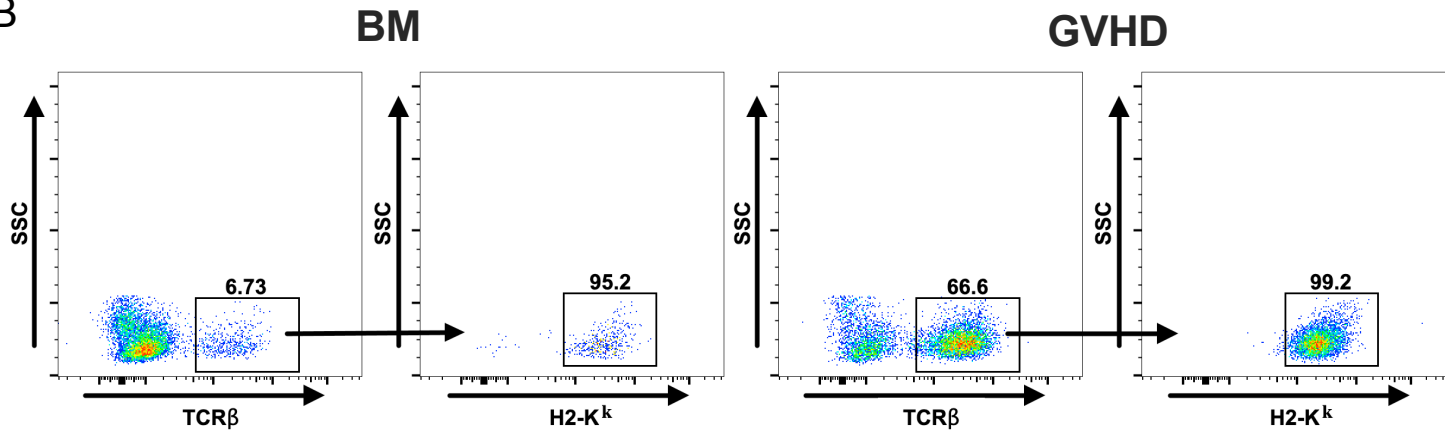 B
BM
GVHD
SSC
6.73
TCRβ
SSC
95.2
H2-Kᵏ
SSC
66.6
TCRβ
SSC
99.2
H2-Kᵏ